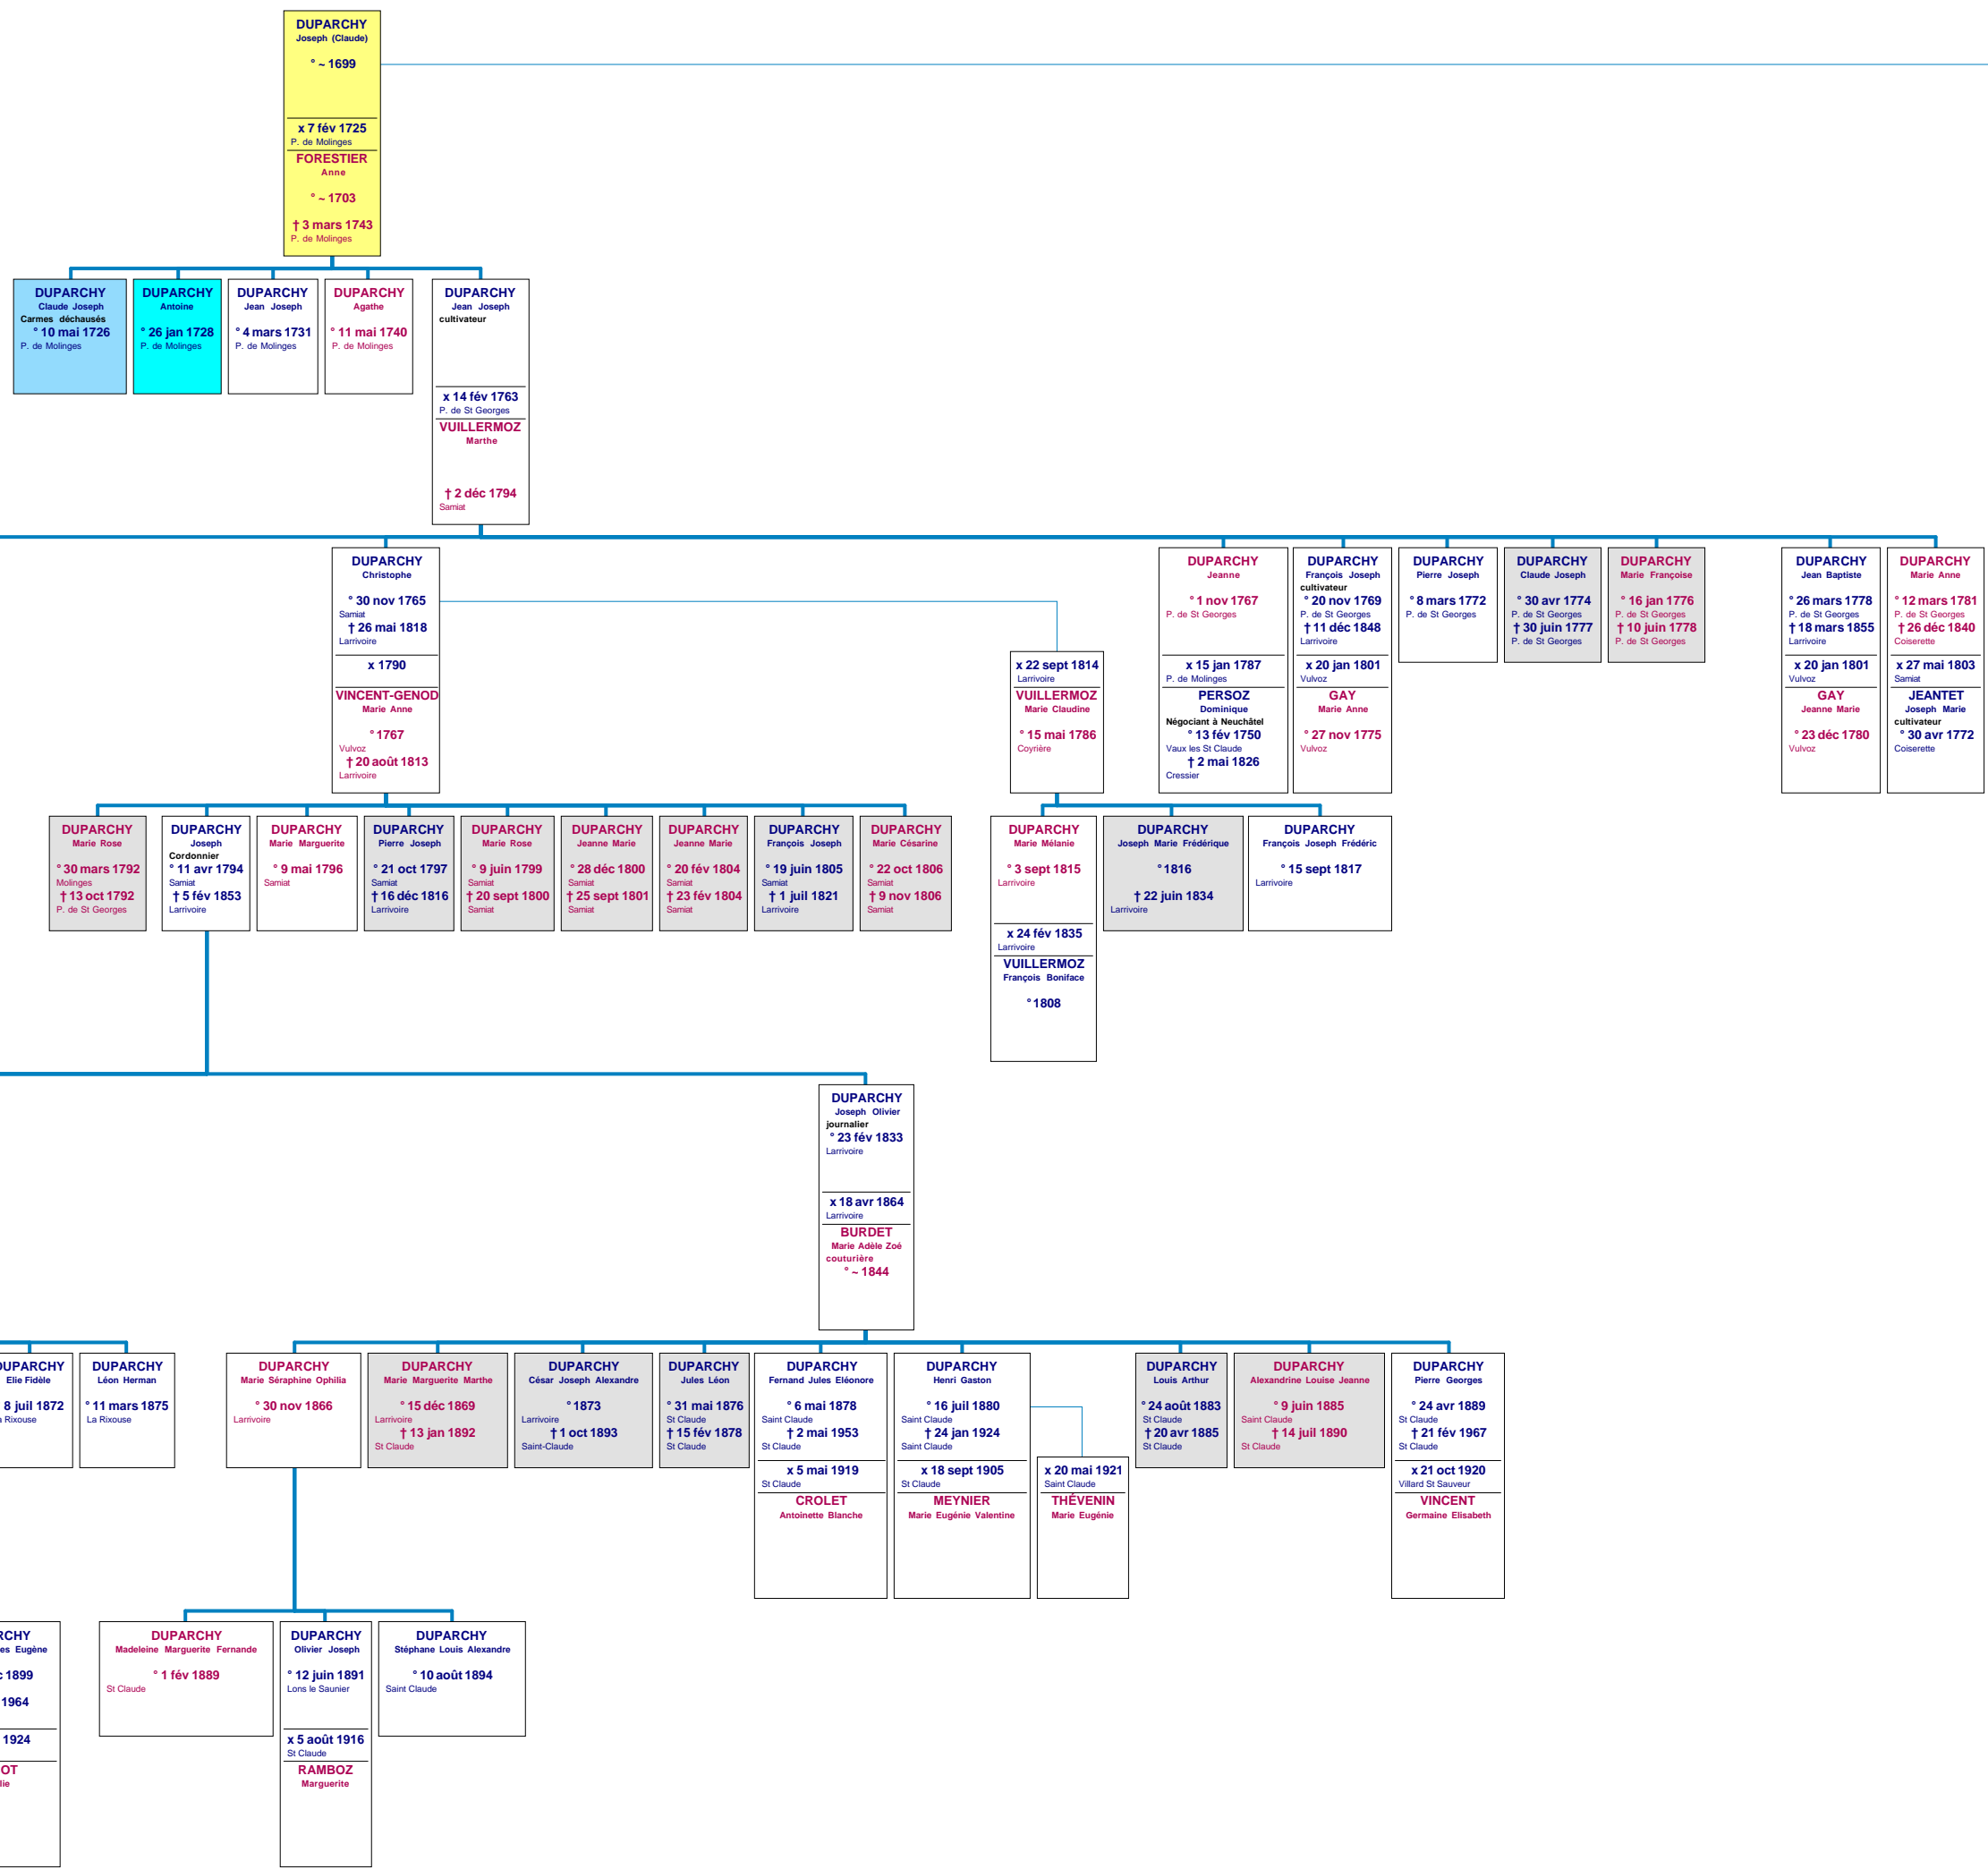 DUPARCHY
Joseph (Claude)
° ~ 1699
x 7 fév 1725
P. de Molinges
FORESTIER
Anne
° ~ 1703
† 3 mars 1743
P. de Molinges
DUPARCHY
Claude Joseph
Carmes déchausés
° 10 mai 1726
P. de Molinges
DUPARCHY
Antoine
° 26 jan 1728
P. de Molinges
DUPARCHY
Jean Joseph
° 4 mars 1731
P. de Molinges
DUPARCHY
Agathe
° 11 mai 1740
P. de Molinges
DUPARCHY
Jean Joseph
cultivateur
x 14 fév 1763
P. de St Georges
VUILLERMOZ
Marthe
† 2 déc 1794
Samiat
DUPARCHY
Christophe
° 30 nov 1765
Samiat
† 26 mai 1818
Larrivoire
x 1790
VINCENT-GENOD
Marie Anne
° 1767
Vulvoz
† 20 août 1813
Larrivoire
x 22 sept 1814
Larrivoire
VUILLERMOZ
Marie Claudine
° 15 mai 1786
Coyrière
DUPARCHY
Jeanne
° 1 nov 1767
P. de St Georges
x 15 jan 1787
P. de Molinges
PERSOZ
Dominique
Négociant à Neuchâtel
° 13 fév 1750
Vaux les St Claude
† 2 mai 1826
Cressier
DUPARCHY
François Joseph
cultivateur
° 20 nov 1769
P. de St Georges
† 11 déc 1848
Larrivoire
x 20 jan 1801
Vulvoz
GAY
Marie Anne
° 27 nov 1775
Vulvoz
DUPARCHY
Pierre Joseph
° 8 mars 1772
P. de St Georges
DUPARCHY
Claude Joseph
° 30 avr 1774
P. de St Georges
† 30 juin 1777
P. de St Georges
DUPARCHY
Marie Françoise
° 16 jan 1776
P. de St Georges
† 10 juin 1778
P. de St Georges
DUPARCHY
Jean Baptiste
° 26 mars 1778
P. de St Georges
† 18 mars 1855
Larrivoire
x 20 jan 1801
Vulvoz
GAY
Jeanne Marie
° 23 déc 1780
Vulvoz
DUPARCHY
Marie Anne
° 12 mars 1781
P. de St Georges
† 26 déc 1840
Coiserette
x 27 mai 1803
Samiat
JEANTET
Joseph Marie
cultivateur
° 30 avr 1772
Coiserette
DUPARCHY
Marie Rose
° 30 mars 1792
Molinges
† 13 oct 1792
P. de St Georges
DUPARCHY
Joseph
Cordonnier
° 11 avr 1794
Samiat
† 5 fév 1853
Larrivoire
DUPARCHY
Marie Marguerite
° 9 mai 1796
Samiat
DUPARCHY
Pierre Joseph
° 21 oct 1797
Samiat
† 16 déc 1816
Larrivoire
DUPARCHY
Marie Rose
° 9 juin 1799
Samiat
† 20 sept 1800
Samiat
DUPARCHY
Jeanne Marie
° 28 déc 1800
Samiat
† 25 sept 1801
Samiat
DUPARCHY
Jeanne Marie
° 20 fév 1804
Samiat
† 23 fév 1804
Samiat
DUPARCHY
François Joseph
° 19 juin 1805
Samiat
† 1 juil 1821
Larrivoire
DUPARCHY
Marie Césarine
° 22 oct 1806
Samiat
† 9 nov 1806
Samiat
DUPARCHY
Marie Mélanie
° 3 sept 1815
Larrivoire
x 24 fév 1835
Larrivoire
VUILLERMOZ
François Boniface
° 1808
DUPARCHY
Joseph Marie Frédérique
° 1816
† 22 juin 1834
Larrivoire
DUPARCHY
François Joseph Frédéric
° 15 sept 1817
Larrivoire
DUPARCHY
Joseph Olivier
journalier
° 23 fév 1833
Larrivoire
x 18 avr 1864
Larrivoire
BURDET
Marie Adèle Zoé
couturière
° ~ 1844
DUPARCHY
Elie Fidèle
8 juil 1872
a Rixouse
DUPARCHY
Léon Herman
° 11 mars 1875
La Rixouse
DUPARCHY
Marie Séraphine Ophilia
° 30 nov 1866
Larrivoire
DUPARCHY
Marie Marguerite Marthe
° 15 déc 1869
Larrivoire
† 13 jan 1892
St Claude
DUPARCHY
César Joseph Alexandre
° 1873
Larrivoire
† 1 oct 1893
Saint-Claude
DUPARCHY
Jules Léon
° 31 mai 1876
St Claude
† 15 fév 1878
St Claude
DUPARCHY
Fernand Jules Eléonore
° 6 mai 1878
Saint Claude
† 2 mai 1953
St Claude
x 5 mai 1919
St Claude
CROLET
Antoinette Blanche
DUPARCHY
Henri Gaston
° 16 juil 1880
Saint Claude
† 24 jan 1924
Saint Claude
x 18 sept 1905
St Claude
MEYNIER
Marie Eugénie Valentine
x 20 mai 1921
Saint Claude
THÉVENIN
Marie Eugénie
DUPARCHY
Louis Arthur
° 24 août 1883
St Claude
† 20 avr 1885
St Claude
DUPARCHY
Alexandrine Louise Jeanne
° 9 juin 1885
Saint Claude
† 14 juil 1890
St Claude
DUPARCHY
Pierre Georges
° 24 avr 1889
St Claude
† 21 fév 1967
St Claude
x 21 oct 1920
Villard St Sauveur
VINCENT
Germaine Elisabeth
RCHY
es Eugène
c 1899
1964
1924
OT
lie
DUPARCHY
Madeleine Marguerite Fernande
° 1 fév 1889
St Claude
DUPARCHY
Olivier Joseph
° 12 juin 1891
Lons le Saunier
x 5 août 1916
St Claude
RAMBOZ
Marguerite
DUPARCHY
Stéphane Louis Alexandre
° 10 août 1894
Saint Claude